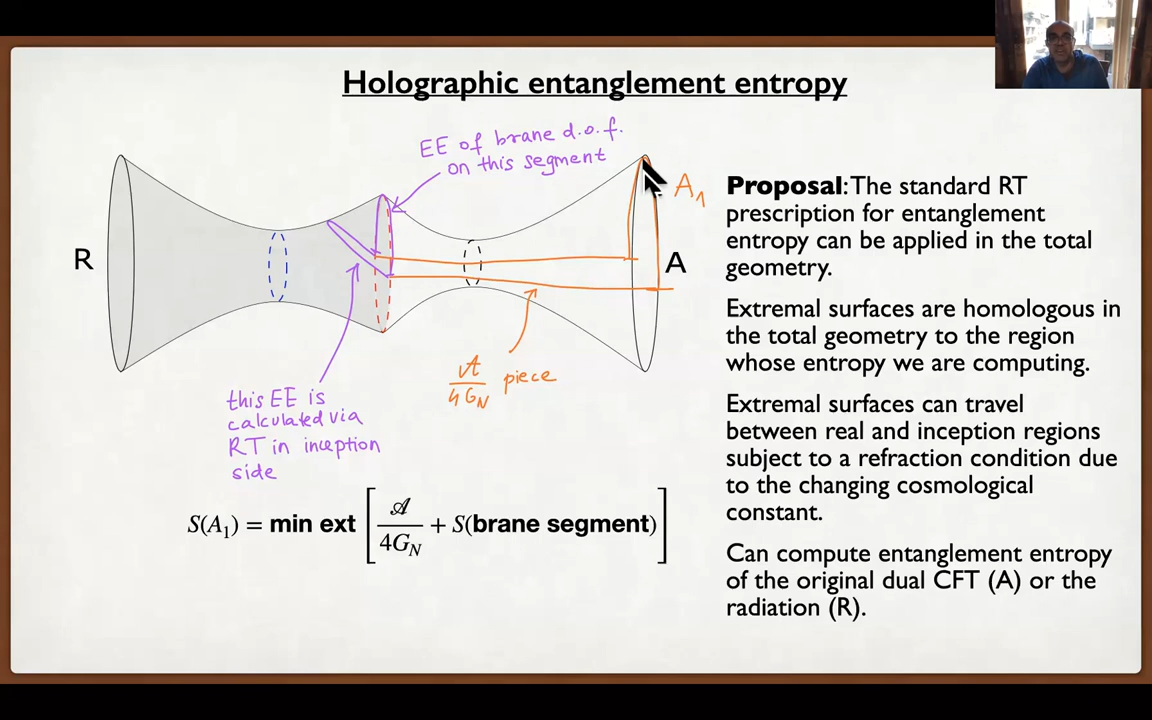 Holographic entanglement entropy
EE of brane d.o.f.
on this segment
R
A
A₁
𝒜/4G_N piece
this EE is
calculated via
RT in inception
side
S(A₁) = min ext [𝒜/4G_N + S(brane segment)]
Proposal: The standard RT
prescription for entanglement
entropy can be applied in the total
geometry.
Extremal surfaces are homologous in
the total geometry to the region
whose entropy we are computing.
Extremal surfaces can travel
between real and inception regions
subject to a refraction condition due
to the changing cosmological
constant.
Can compute entanglement entropy
of the original dual CFT (A) or the
radiation (R).